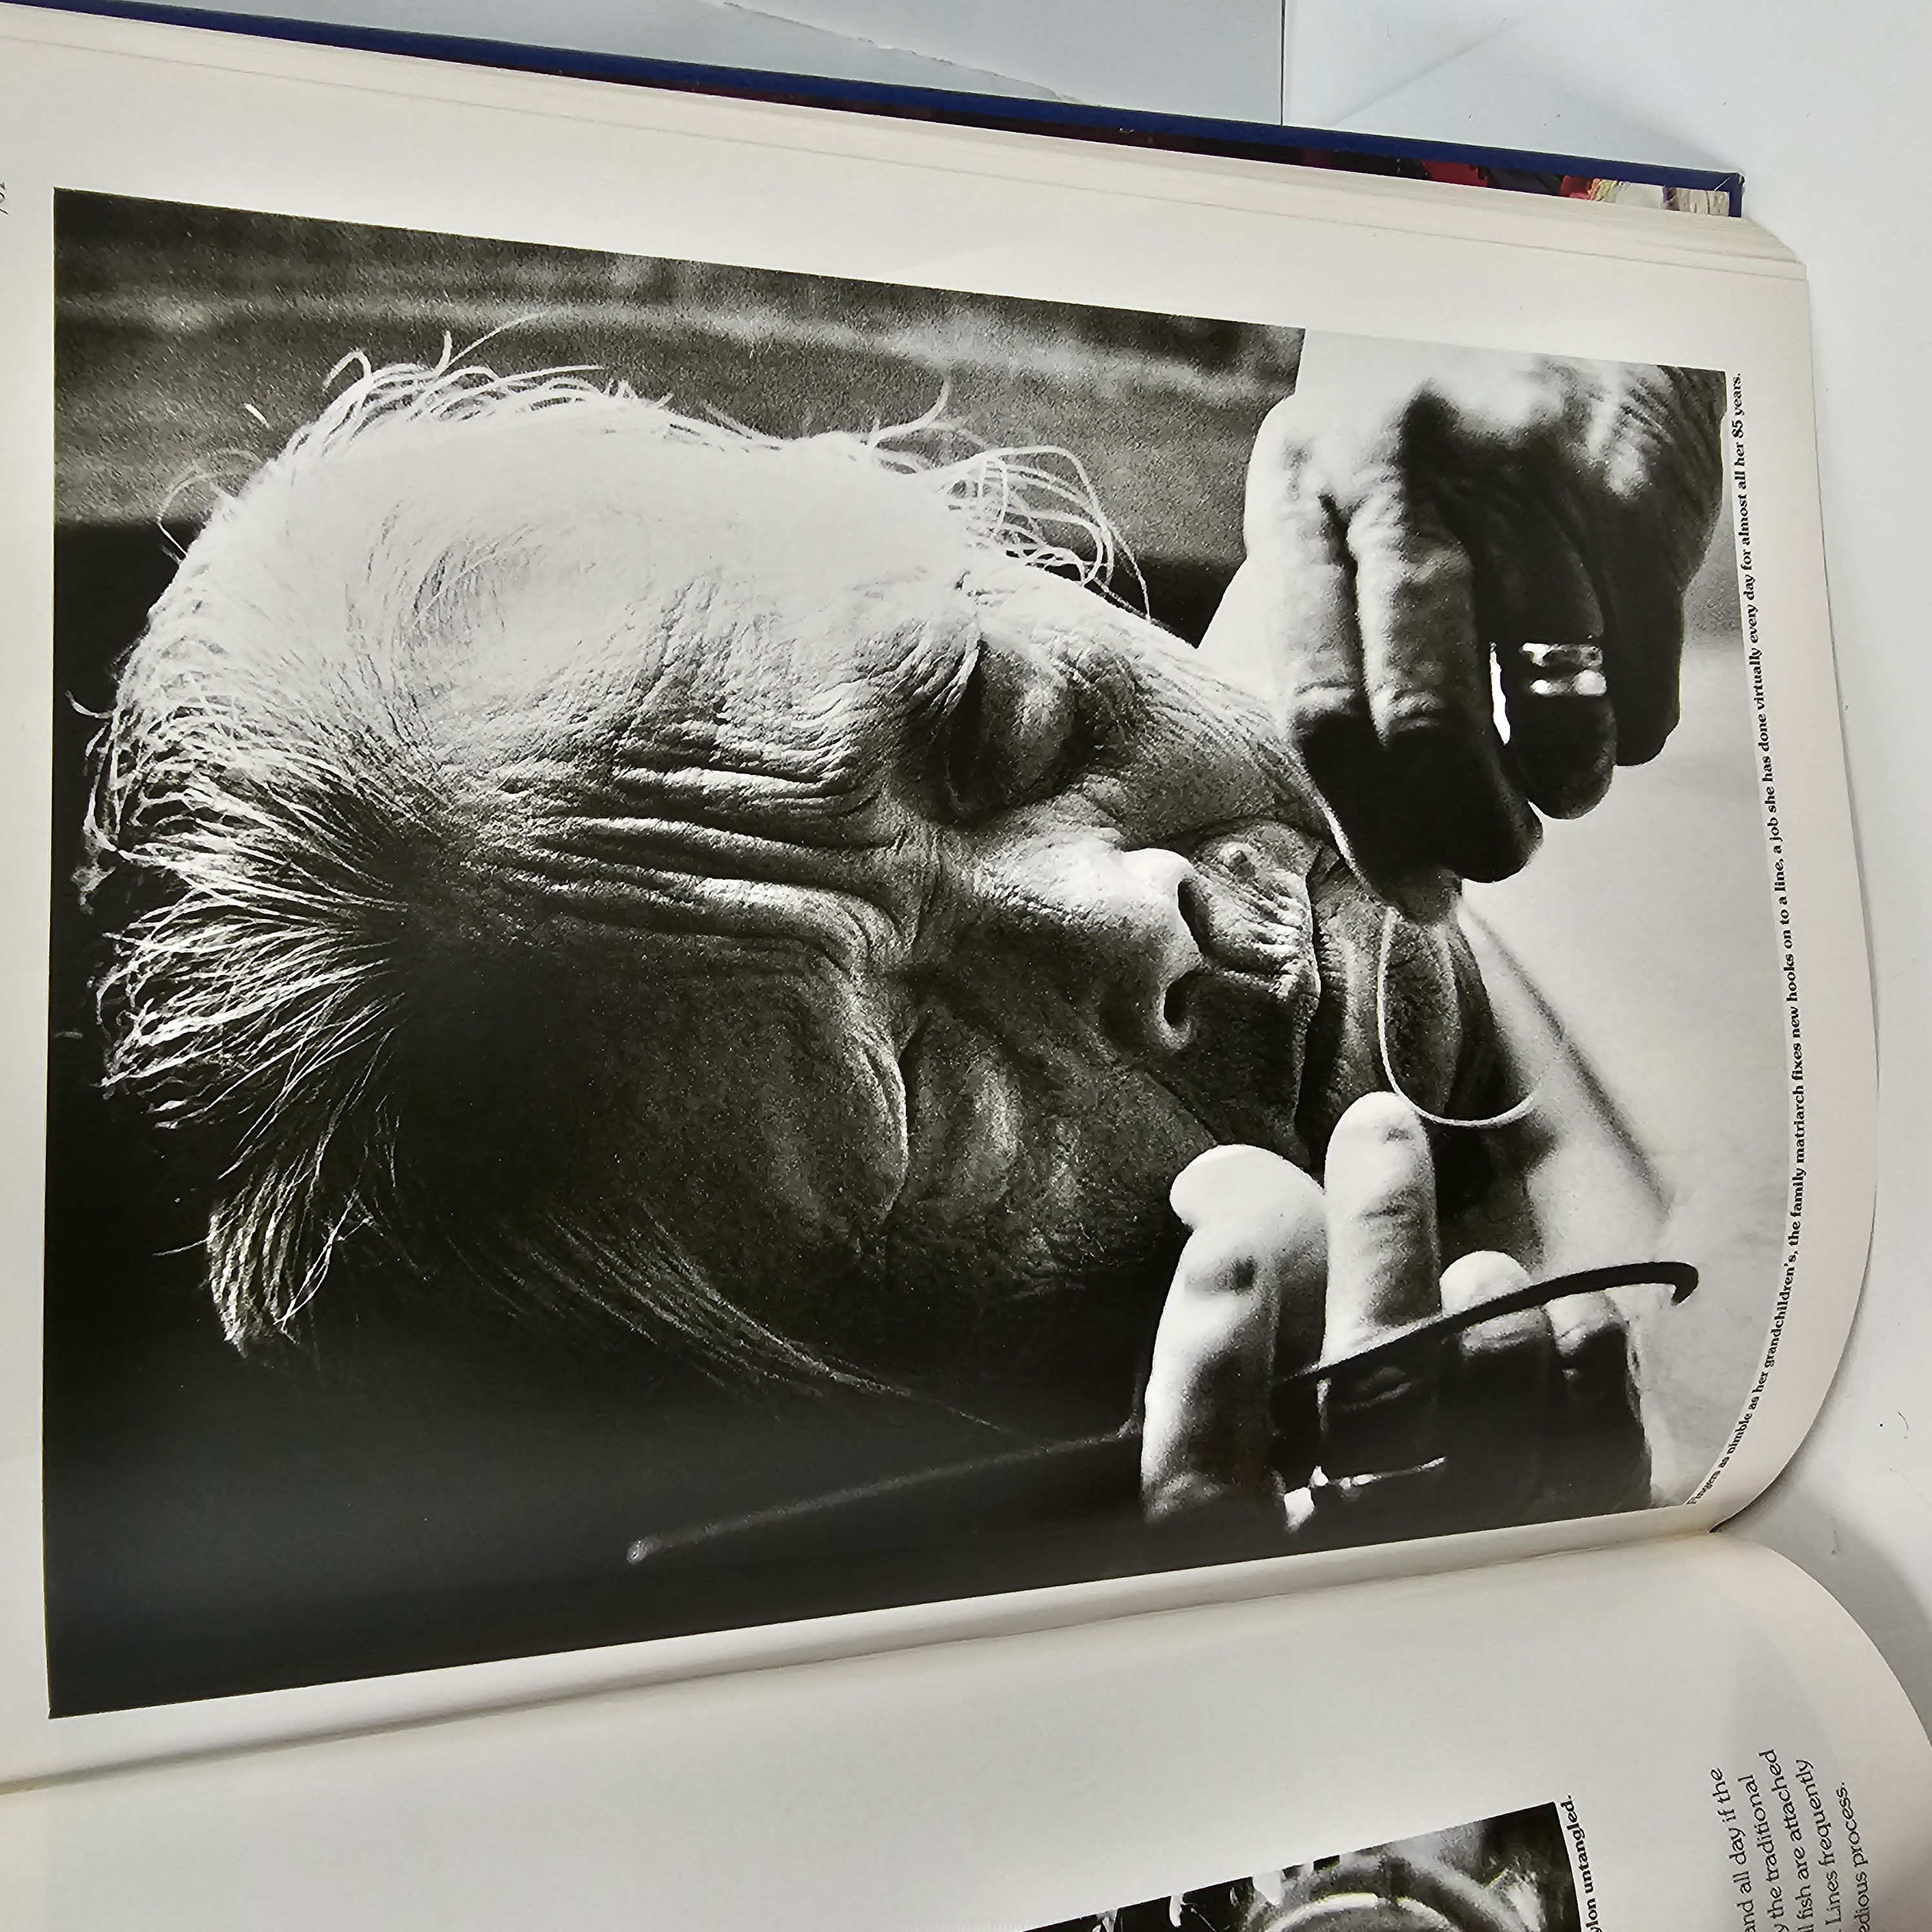 ylon untangled.
and all day if the
y the traditional
l fish are attached
. Lines frequently
edious process.
Fingers as nimble as her grandchildren's, the family matriarch fixes new hooks on to a line, a job she has done virtually every day for almost all her 85 years.